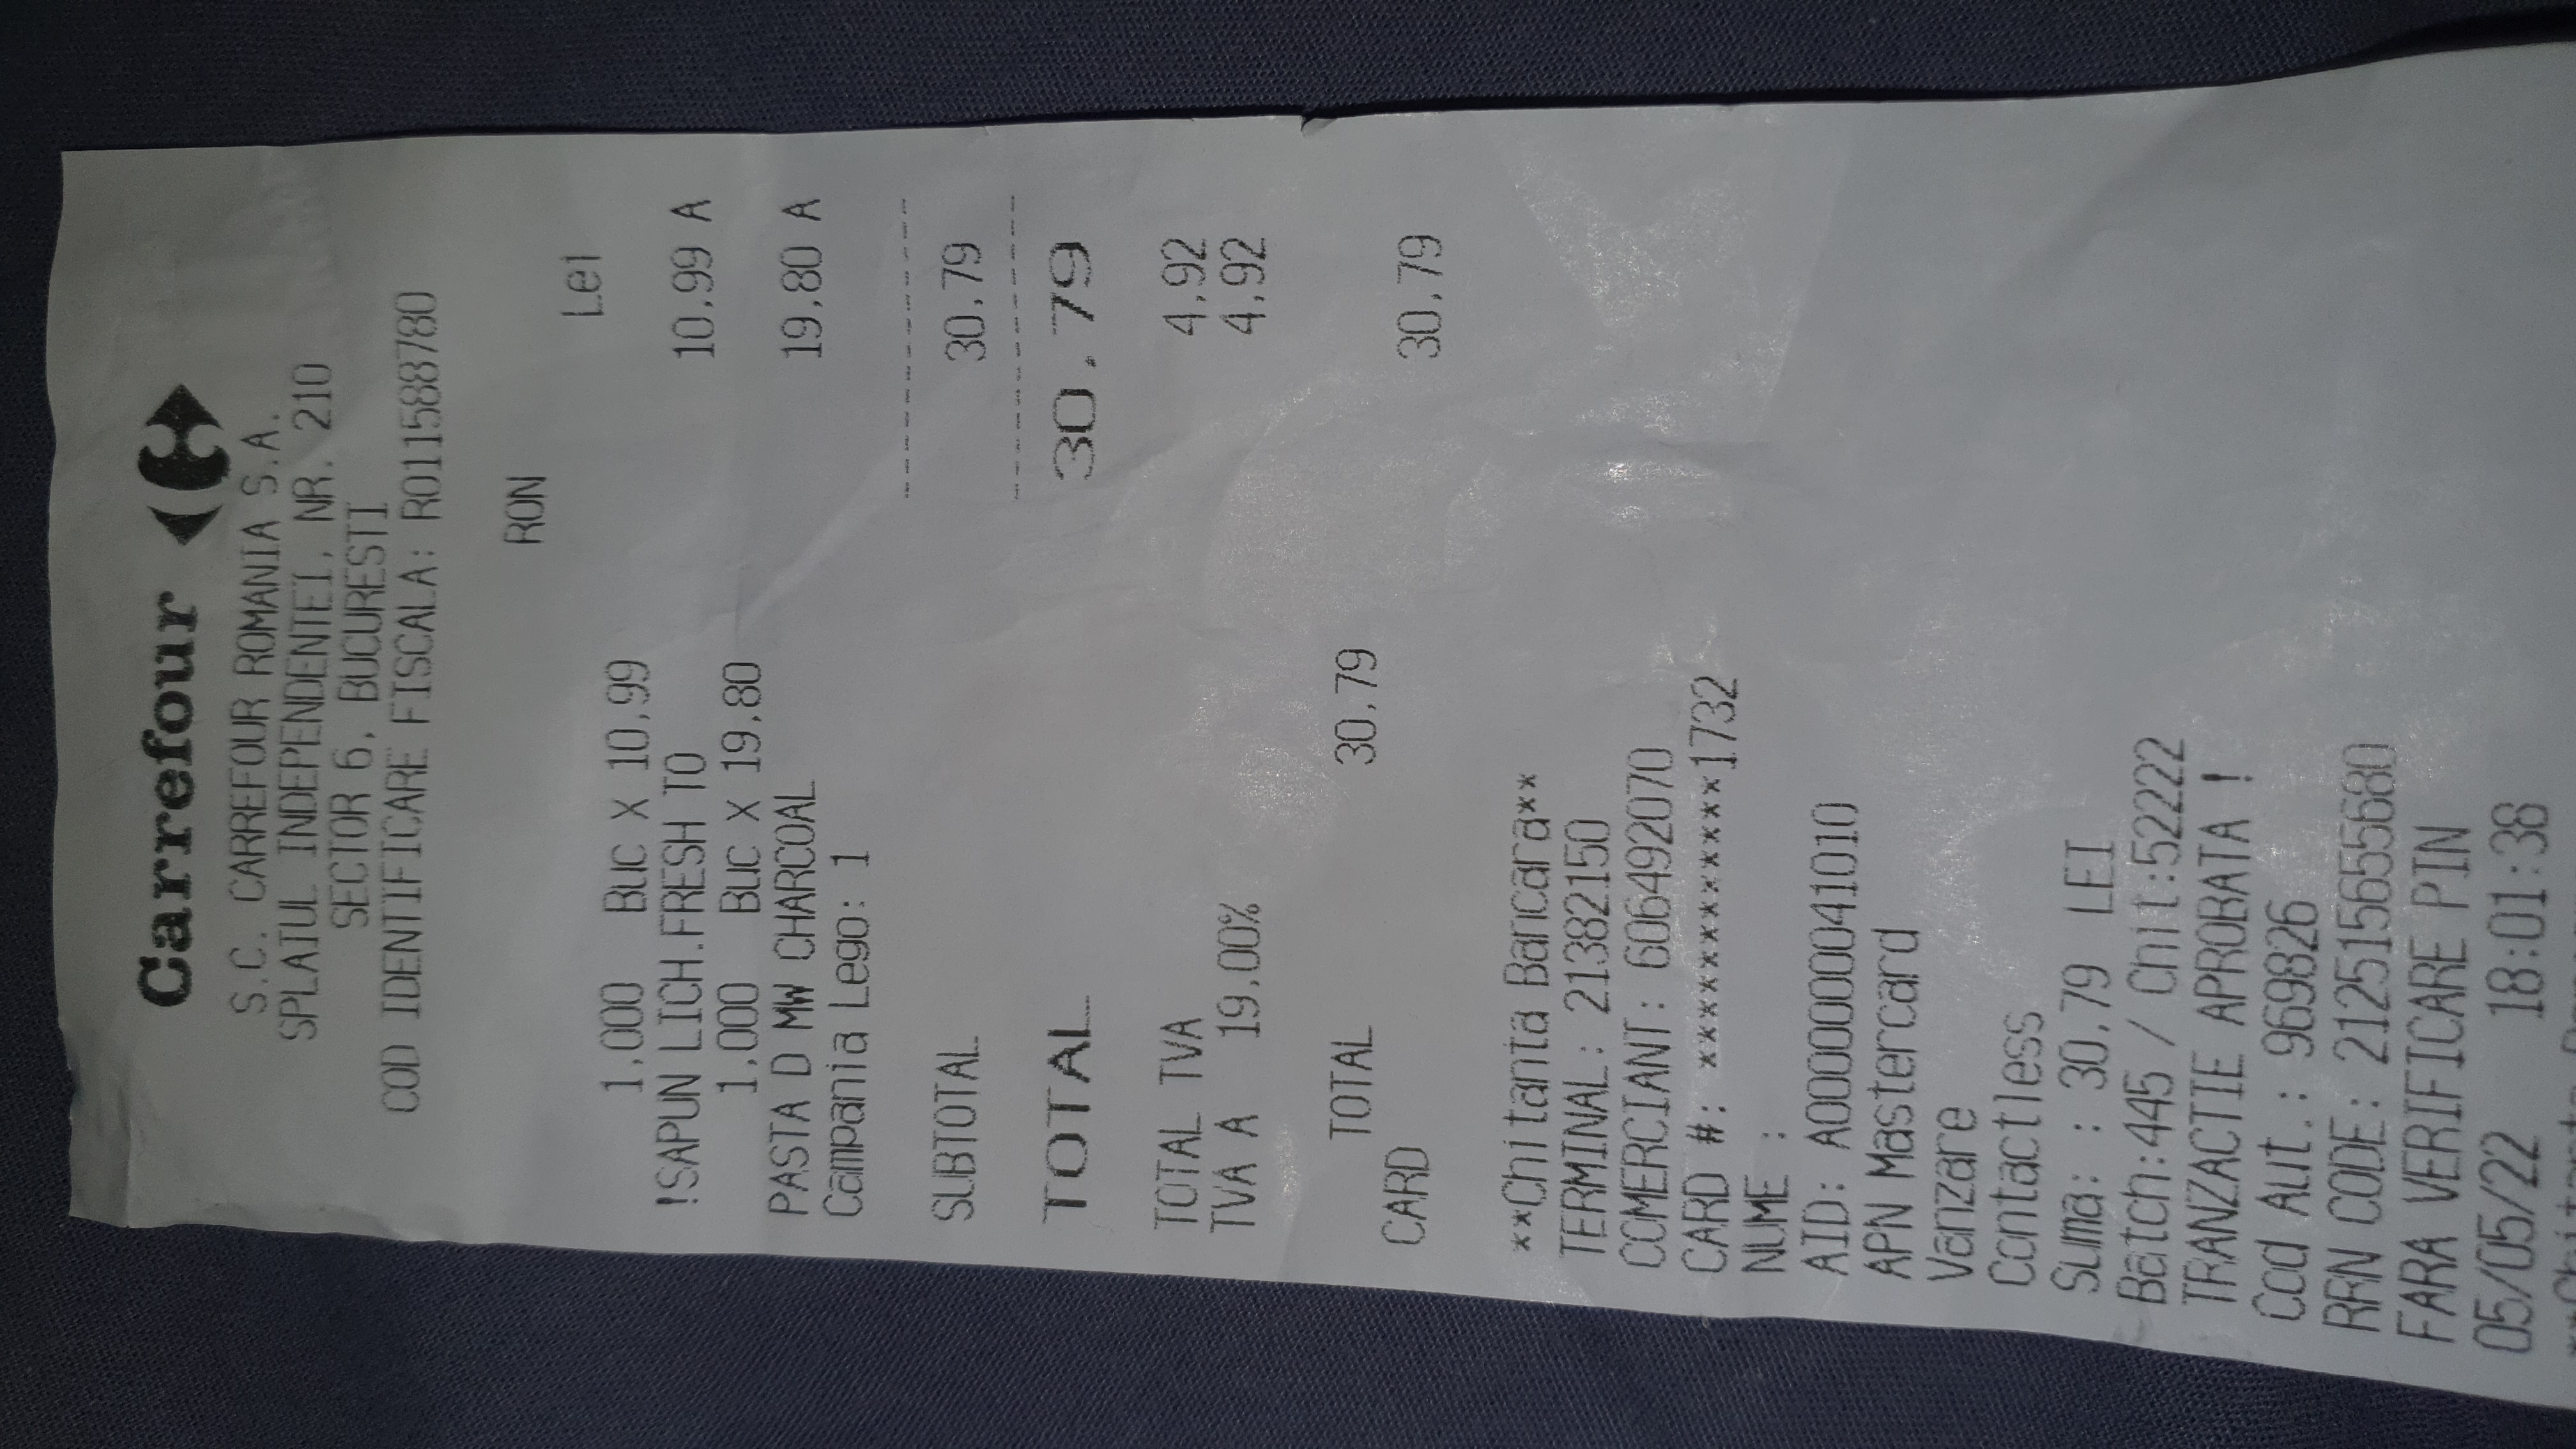 Carrefour
S.C. CARREFOUR ROMANIA S.A.
SPLAIUL INDEPENDENTEI, NR. 210
SECTOR 6, BUCURESTI
COD IDENTIFICARE FISCALA: RO11588780
RON
Lei
1,000 Buc X 10,99
!SAPUN LICH.FRESH TO 10,99 A
1,000 Buc X 19,80
PASTA D MW CHARCOAL 19,80 A
Campania Lego: 1
SUBTOTAL 30,79
TOTAL 30.79
TOTAL TVA 4,92
TVA A 19,00% 4,92
TOTAL 30,79
CARD 30,79
**Chitanta Bancara**
TERMINAL: 21382150
COMERCIANT: 606492070
CARD #: ************1732
NUME :
AID: A0000000041010
APN Mastercard
Vanzare
Contactless
Suma: : 30,79 LEI
Batch:445 / Chit:52222
TRANZACTIE APROBATA !
Cod Aut.: 969826
RRN CODE: 212515655680
FARA VERIFICARE PIN
05/05/22 18:01:38
**Chitanta